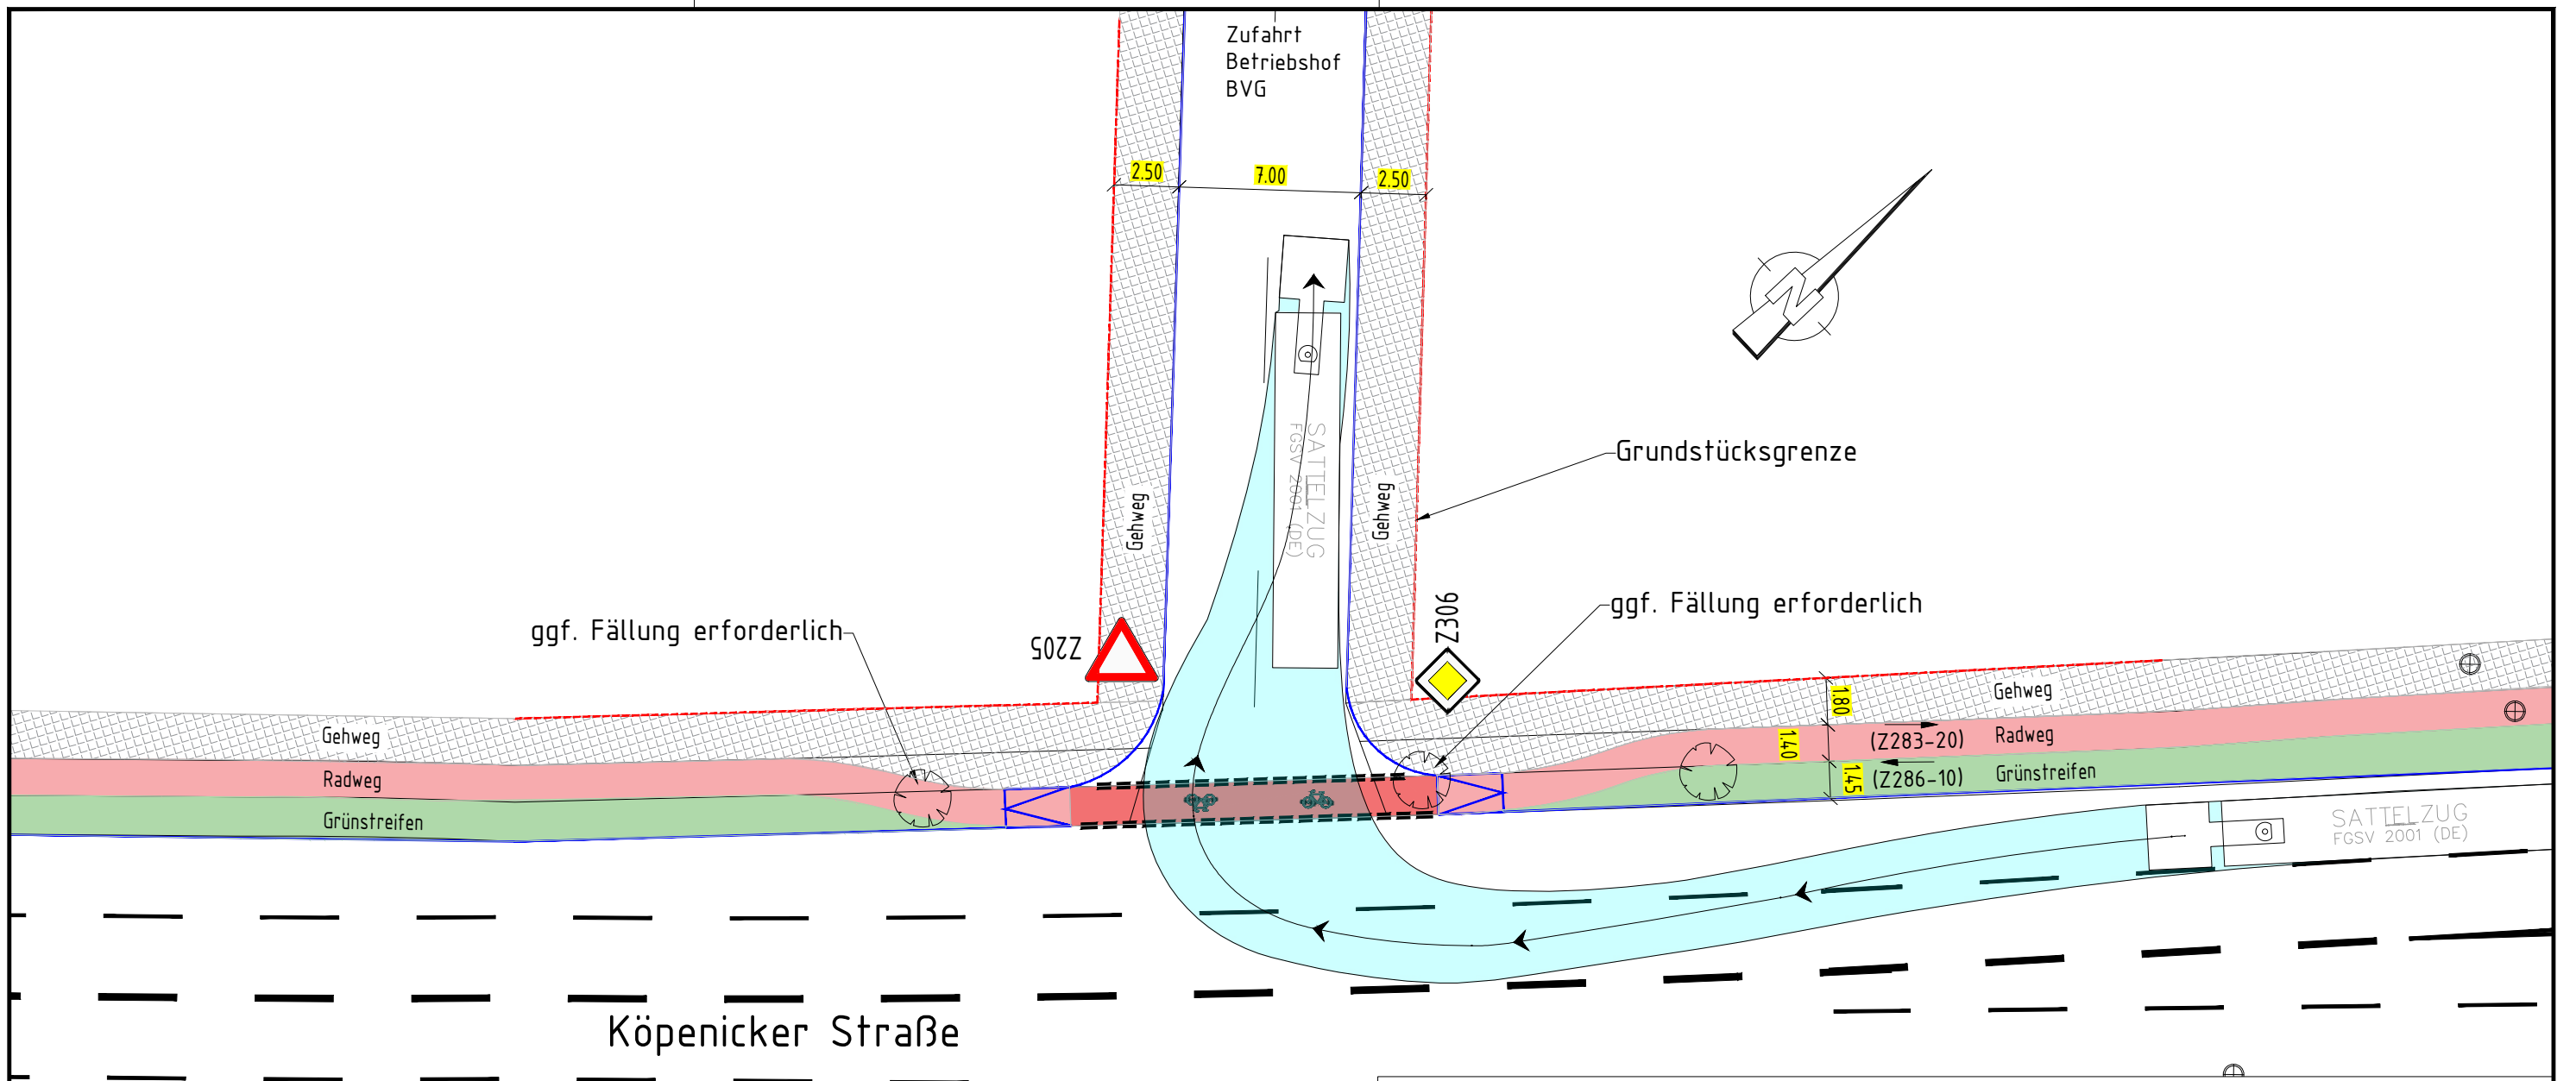 Zufahrt
Betriebshof
BVG
2.50
7.00
2.50
N
SATTELZUG
FGSV 2001 (DE)
Gehweg
Gehweg
Grundstücksgrenze
ggf. Fällung erforderlich
Z205
Z306
ggf. Fällung erforderlich
Gehweg
Radweg
Grünstreifen
1.80
1.40
1.45
Gehweg
(Z283-20) Radweg
(Z286-10) Grünstreifen
SATTELZUG
FGSV 2001 (DE)
Köpenicker Straße